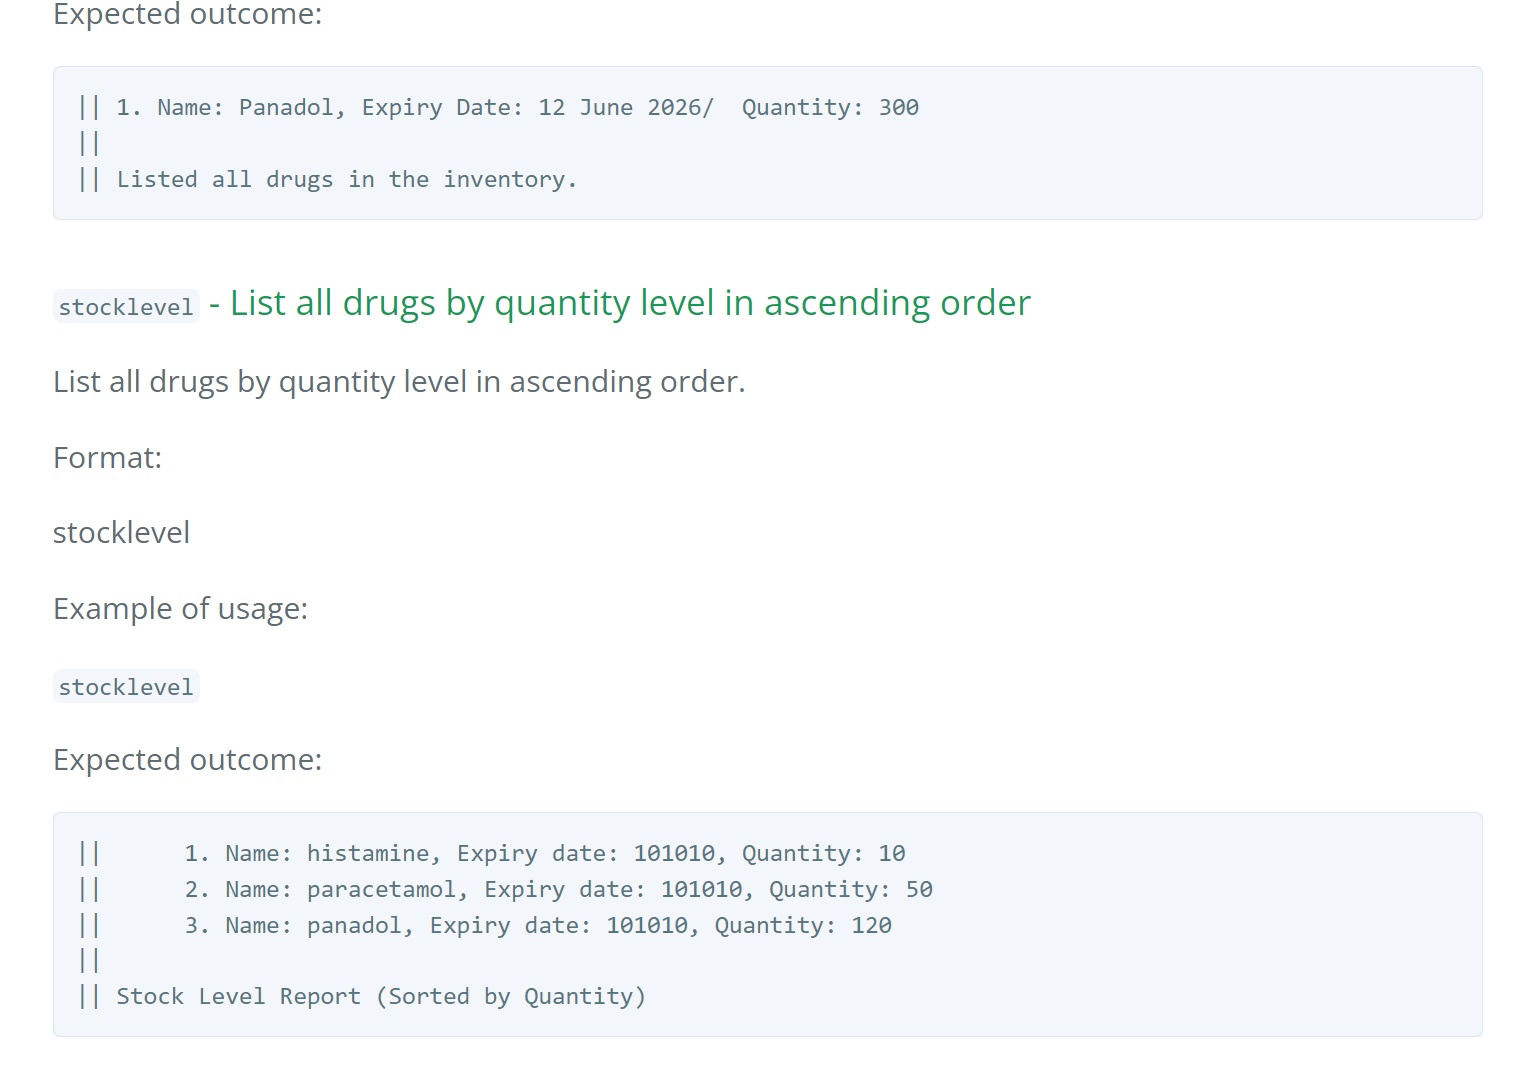 Expected outcome:
|| 1. Name: Panadol, Expiry Date: 12 June 2026/  Quantity: 300
||
|| Listed all drugs in the inventory.
stocklevel - List all drugs by quantity level in ascending order
List all drugs by quantity level in ascending order.
Format:
stocklevel
Example of usage:
stocklevel
Expected outcome:
||      1. Name: histamine, Expiry date: 101010, Quantity: 10
||      2. Name: paracetamol, Expiry date: 101010, Quantity: 50
||      3. Name: panadol, Expiry date: 101010, Quantity: 120
||
|| Stock Level Report (Sorted by Quantity)